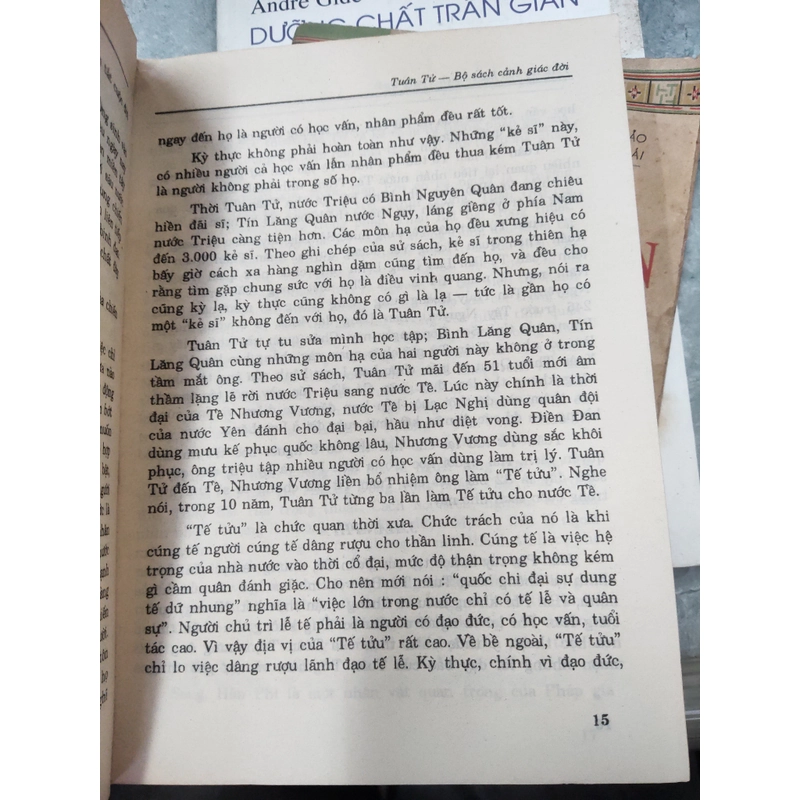 André
DƯỠNG CHẤT TRẦN GIAN
Tuân Tử — Bộ sách cảnh giác đời
ngay đến họ là người có học vấn, nhân phẩm đều rất tốt.
Kỳ thực không phải hoàn toàn như vậy. Những “kẻ sĩ” này,
có nhiều người cả học vấn lẫn nhân phẩm đều thua kém Tuân Tử
là người không phải trong số họ.
Thời Tuân Tử, nước Triệu có Bình Nguyên Quân đang chiêu
hiền đãi sĩ; Tín Lăng Quân nước Ngụy, láng giềng ở phía Nam
nước Triệu càng tiện hơn. Các môn hạ của họ đều xưng hiệu có
đến 3.000 kẻ sĩ. Theo ghi chép của sử sách, kẻ sĩ trong thiên hạ
bấy giờ cách xa hàng nghìn dặm cũng tìm đến họ, và đều cho
rằng tìm gặp chung sức với họ là điều vinh quang. Nhưng, nói ra
cũng kỳ lạ, kỳ thực cũng không có gì là lạ — tức là gần họ có
một “kẻ sĩ” không đến với họ, đó là Tuân Tử.
Tuân Tử tự tu sửa mình học tập; Bình Lăng Quân, Tín
Lăng Quân cùng những môn hạ của hai người này không ở trong
tầm mắt ông. Theo sử sách, Tuân Tử mãi đến 51 tuổi mới âm
thầm lặng lẽ rời nước Triệu sang nước Tề. Lúc này chính là thời
đại của Tề Nhương Vương, nước Tề bị Lạc Nghị dùng quân đội
của nước Yên đánh cho đại bại, hầu như diệt vong. Điền Đan
dùng mưu kế phục quốc không lâu, Nhương Vương dùng sắc khôi
phục, ông triệu tập nhiều người có học vấn dùng làm trị lý. Tuân
Tử đến Tề, Nhương Vương liền bổ nhiệm ông làm “Tế tửu”. Nghe
nói, trong 10 năm, Tuân Tử từng ba lần làm Tế tửu cho nước Tề.
“Tế tửu” là chức quan thời xưa. Chức trách của nó là khi
cúng tế người cúng tế dâng rượu cho thần linh. Cúng tế là việc hệ
trọng của nhà nước vào thời cổ đại, mức độ thận trọng không kém
gì cầm quân đánh giặc. Cho nên mới nói : “quốc chi đại sự dung
tế dữ nhung” nghĩa là “việc lớn trong nước chỉ có tế lễ và quân
sự”. Người chủ trì lễ tế phải là người có đạo đức, có học vấn, tuổi
tác cao. Vì vậy địa vị của “Tế tửu” rất cao. Về bề ngoài, “Tế tửu”
chỉ lo việc dâng rượu lãnh đạo tế lễ. Kỳ thực, chính vì đạo đức,
15